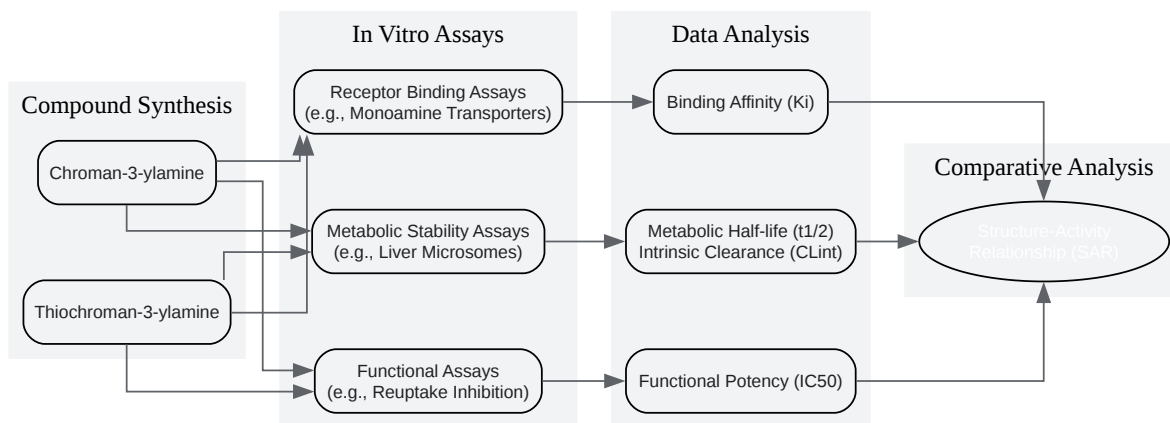 Compound Synthesis
Chroman-3-ylamine
Thiochroman-3-ylamine
In Vitro Assays
Receptor Binding Assays
(e.g., Monoamine Transporters)
Metabolic Stability Assays
(e.g., Liver Microsomes)
Functional Assays
(e.g., Reuptake Inhibition)
Data Analysis
Binding Affinity (Ki)
Metabolic Half-life (t1/2)
Intrinsic Clearance (CLint)
Functional Potency (IC50)
Comparative Analysis
Structure-Activity
Relationship (SAR)